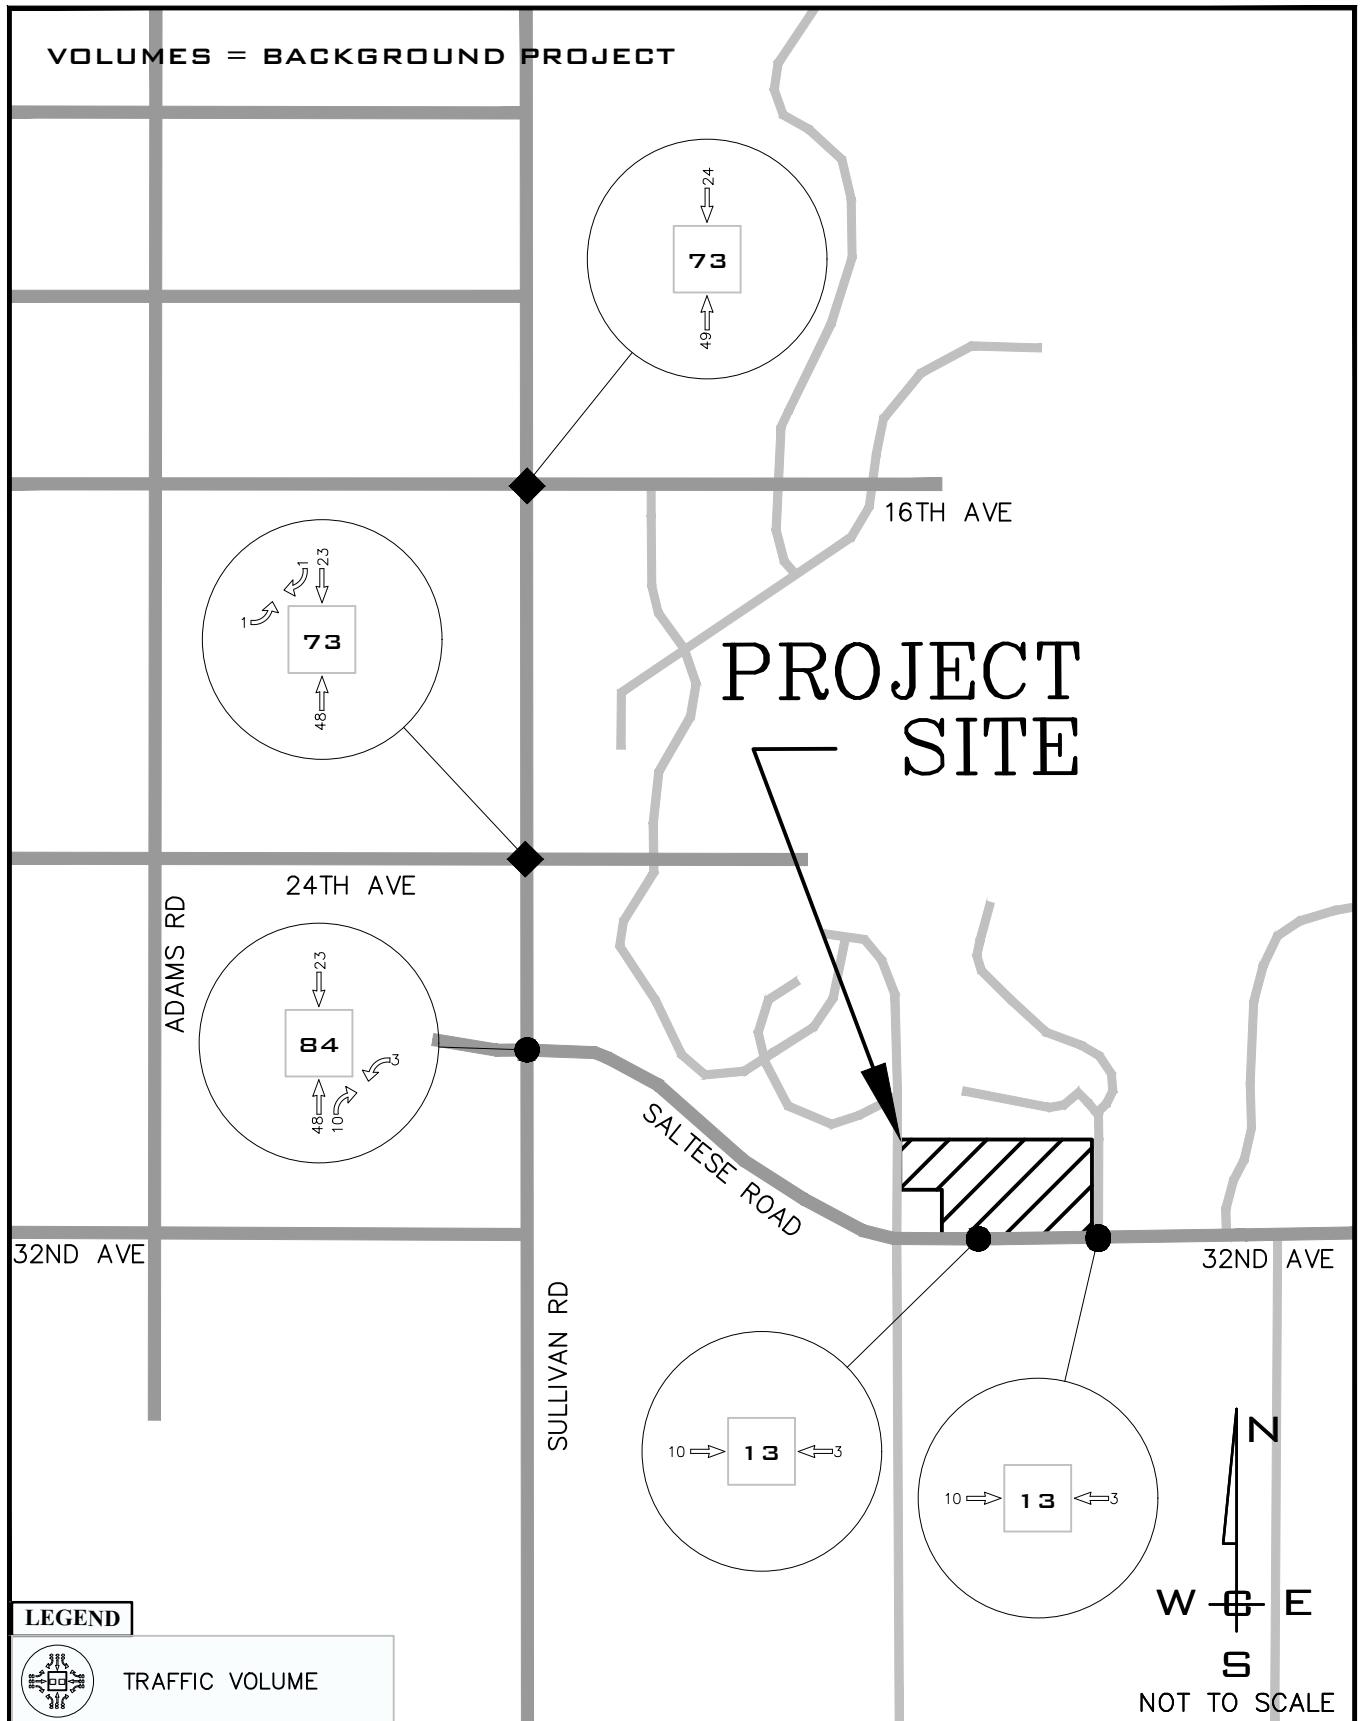 VOLUMES = BACKGROUND PROJECT
24
73
49
16TH AVE
1
23
1
73
48
PROJECT
SITE
24TH AVE
ADAMS RD
23
84
3
48
10
SALTESE ROAD
32ND AVE
32ND AVE
SULLIVAN RD
10
13
3
10
13
3
N
W
E
S
NOT TO SCALE
LEGEND
TRAFFIC VOLUME